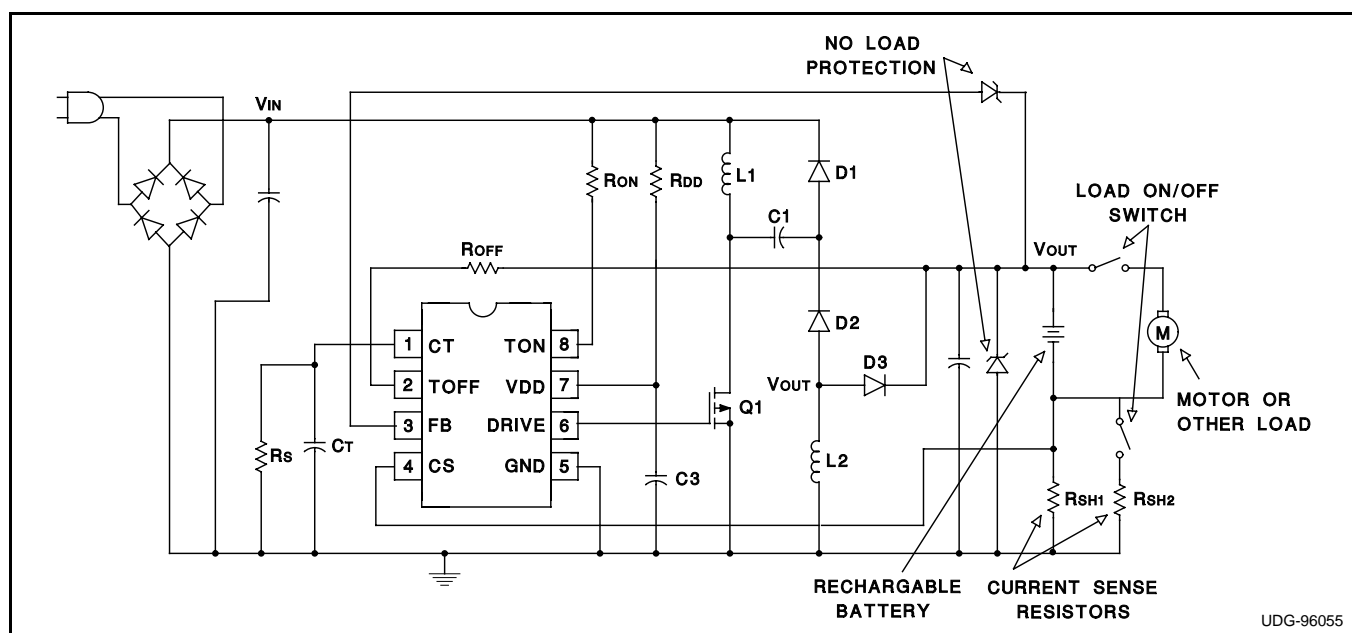 NO LOAD
PROTECTION
VIN
RON
RDD
L1
D1
C1
LOAD ON/OFF
SWITCH
ROFF
VOUT
1 CT
TON 8
2 TOFF
VDD 7
3 FB
DRIVE 6
4 CS
GND 5
D2
D3
VOUT
M
MOTOR OR
OTHER LOAD
Q1
RS
CT
C3
L2
RSH1
RSH2
RECHARGABLE
BATTERY
CURRENT SENSE
RESISTORS
UDG-96055